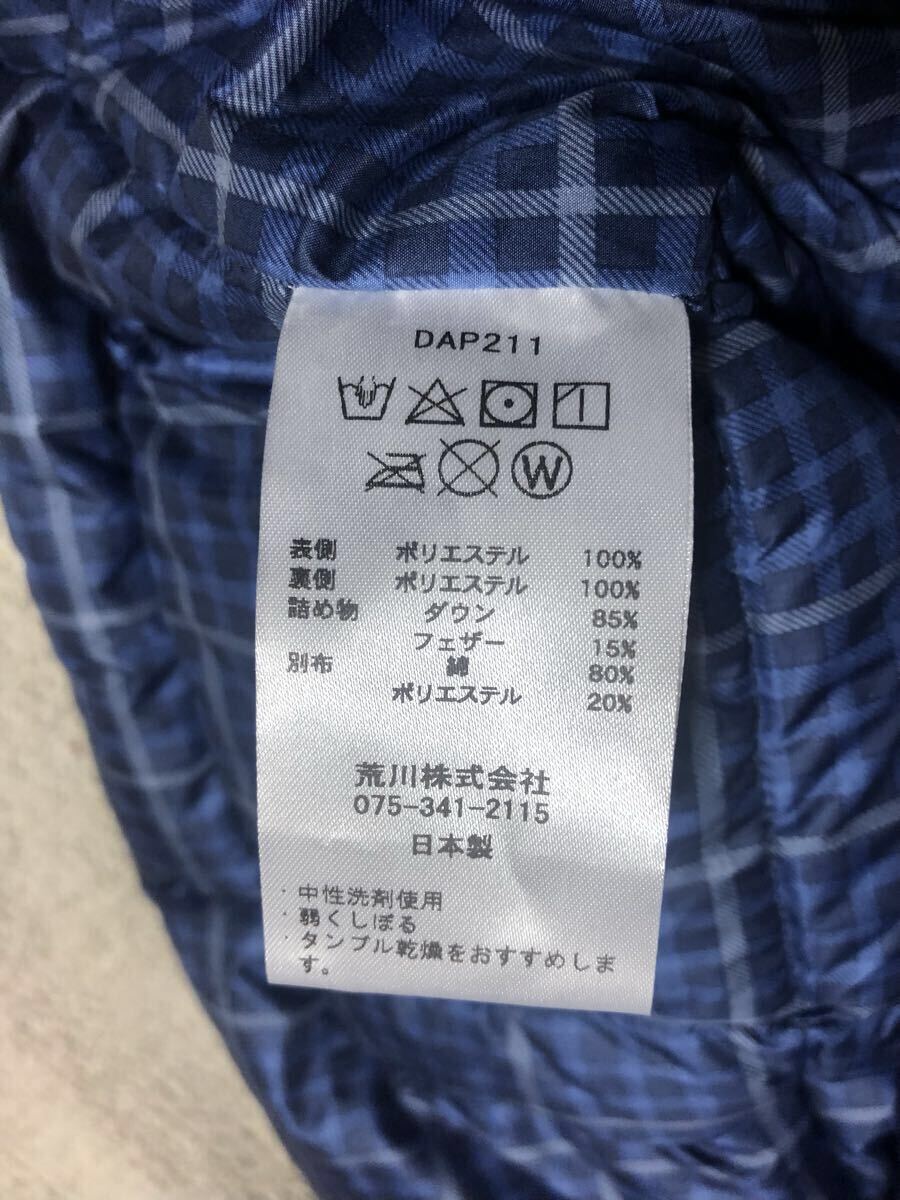 DAP211
W
表側 ポリエステル 100%
裏側 ポリエステル 100%
詰め物 ダウン 85%
フェザー 15%
別布 綿 80%
ポリエステル 20%
荒川株式会社
075-341-2115
日本製
・中性洗剤使用
・弱くしぼる
・タンブル乾燥をおすすめしま
す。